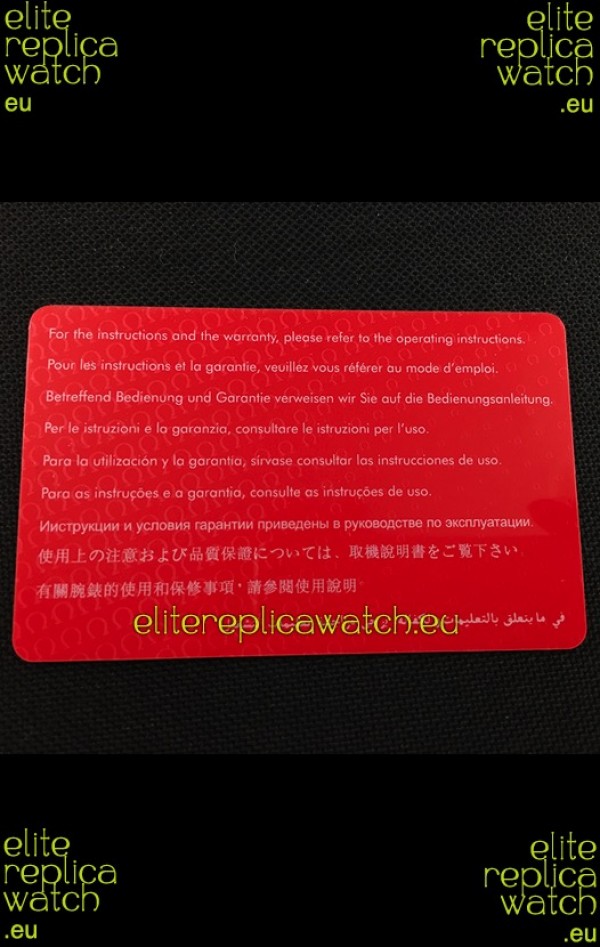 elite
replica
watch
eu
elite
replica
watch
.eu
For the instructions and the warranty, please refer to the operating instructions.
Pour les instructions et la garantie, veuillez vous référer au mode d'emploi.
Betreffend Bedienung und Garantie verweisen wir Sie auf die Bedienungsanleitung.
Per le istruzioni e la garanzia, consultare le istruzioni per l'uso.
Para la utilización y la garantía, sírvase consultar las instrucciones de uso.
Para as instruções e a garantia, consulte as instruções de uso.
Инструкции и условия гарантии приведены в руководстве по эксплуатации.
使用上の注意および品質保證については、取機說明書をご覽下さい
有關腕錶的使用和保修事項，請參閱使用說明
في ما يتعلق بالتعليمات
elitereplicawatch.eu
elite
replica
watch
.eu
elite
replica
watch
.eu